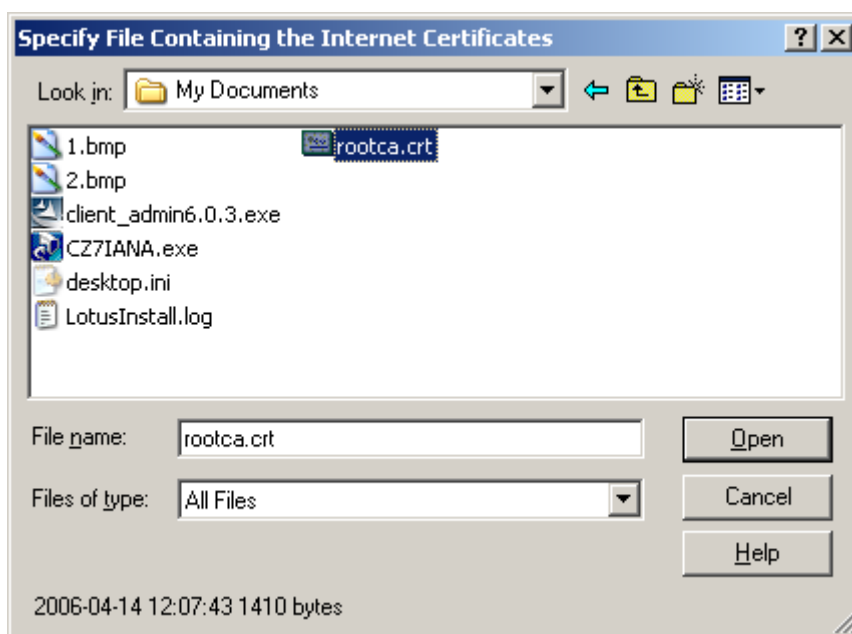 Specify File Containing the Internet Certificates
Look in: My Documents
1.bmp
2.bmp
client_admin6.0.3.exe
CZ7IANA.exe
desktop.ini
LotusInstall.log
rootca.crt
File name: rootca.crt
Open
Files of type: All Files
Cancel
Help
2006-04-14 12:07:43 1410 bytes